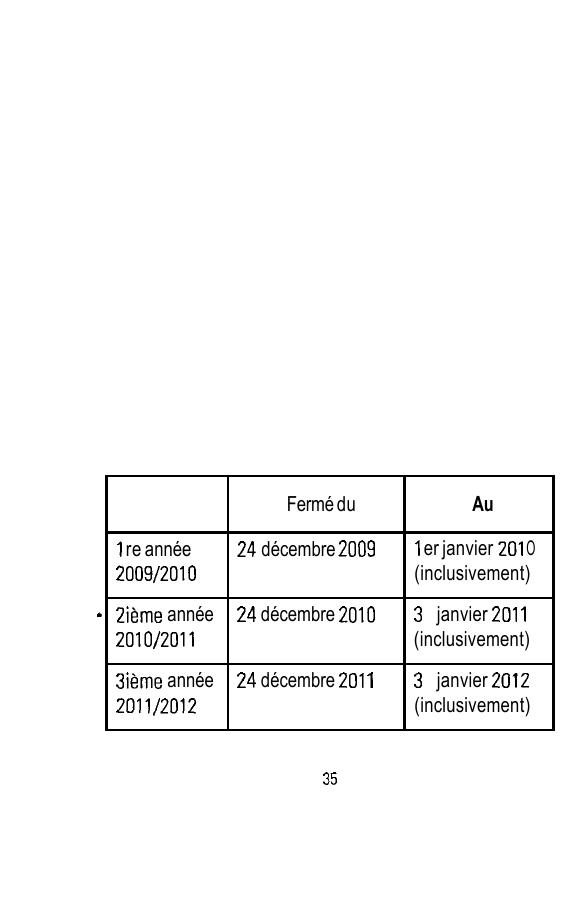 Fermé du Au
1re année 24 décembre 2009 1er janvier 2010
2009/2010 (inclusivement)
2ième année 24 décembre 2010 3 janvier 2011
2010/2011 (inclusivement)
3ième année 24 décembre 2011 3 janvier 2012
2011/2012 (inclusivement)
35